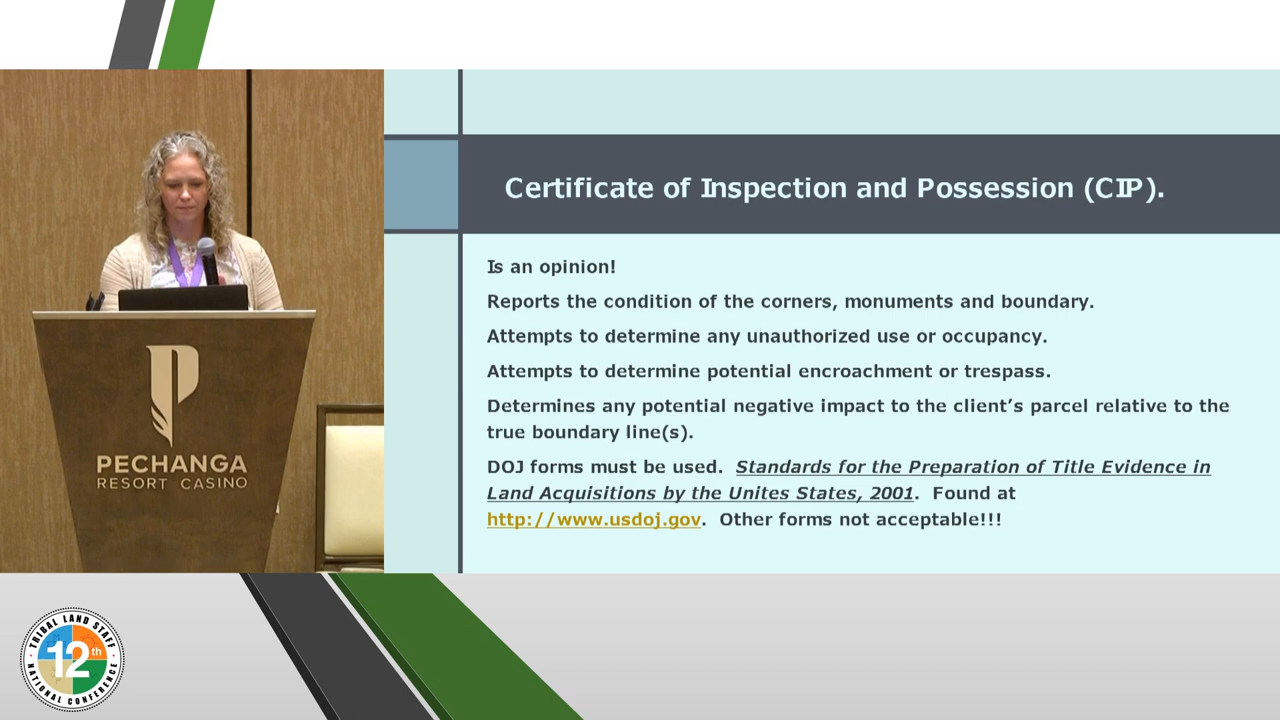 Certificate of Inspection and Possession (CIP).
Is an opinion!
Reports the condition of the corners, monuments and boundary.
Attempts to determine any unauthorized use or occupancy.
Attempts to determine potential encroachment or trespass.
Determines any potential negative impact to the client's parcel relative to the
true boundary line(s).
DOJ forms must be used.  Standards for the Preparation of Title Evidence in
Land Acquisitions by the Unites States, 2001.  Found at
http://www.usdoj.gov.  Other forms not acceptable!!!
P
PECHANGA
RESORT CASINO
TRIBAL LAND STAFF
12th
NATIONAL CONFERENCE